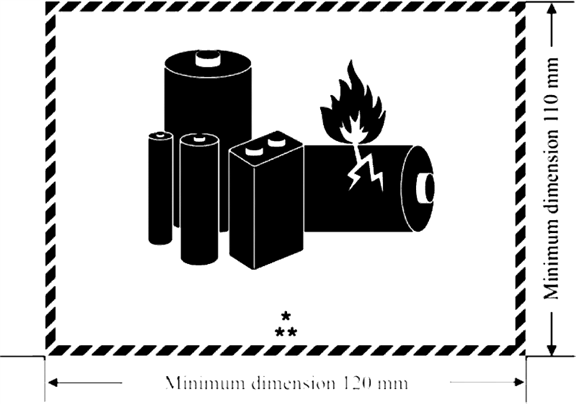 Minimum dimension 110 mm
*
**
Minimum dimension 120 mm